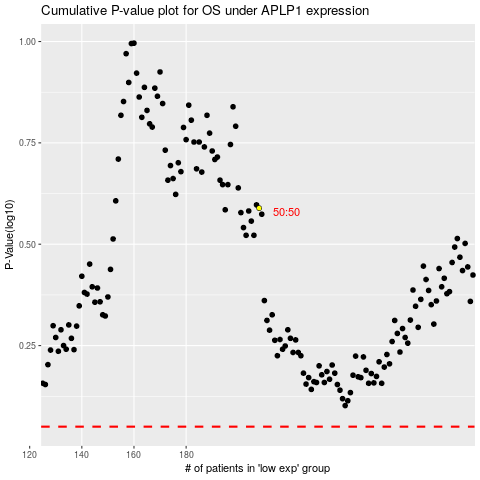 Cumulative P-value plot for OS under APLP1 expression
P-Value(log10)
1.00
0.75
0.50
0.25
50:50
120 140 160 180
# of patients in 'low exp' group